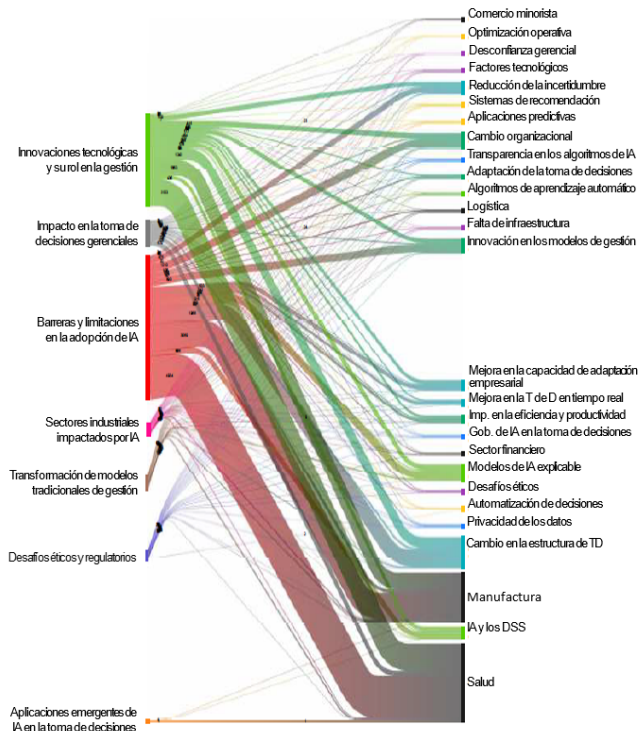 Comercio minorista
Optimización operativa
Desconfianza gerencial
Factores tecnológicos
Reducción de la incertidumbre
Sistemas de recomendación
Aplicaciones predictivas
Cambio organizacional
Transparencia en los algoritmos de IA
Adaptación de la toma de decisiones
Algoritmos de aprendizaje automático
Logística
Falta de infraestructura
Innovación en los modelos de gestión
Mejora en la capacidad de adaptación
empresarial
Mejora en la T de D en tiempo real
Imp. en la eficiencia y productividad
Gob. de IA en la toma de decisiones
Sector financiero
Modelos de IA explicable
Desafíos éticos
Automatización de decisiones
Privacidad de los datos
Cambio en la estructura de TD
Manufactura
IA y los DSS
Salud
Innovaciones tecnológicas
y su rol en la gestión
Impacto en la toma de
decisiones gerenciales
Barreras y limitaciones
en la adopción de IA
Sectores industriales
impactados por IA
Transformación de modelos
tradicionales de gestión
Desafíos éticos y regulatorios
Aplicaciones emergentes de
IA en la toma de decisiones